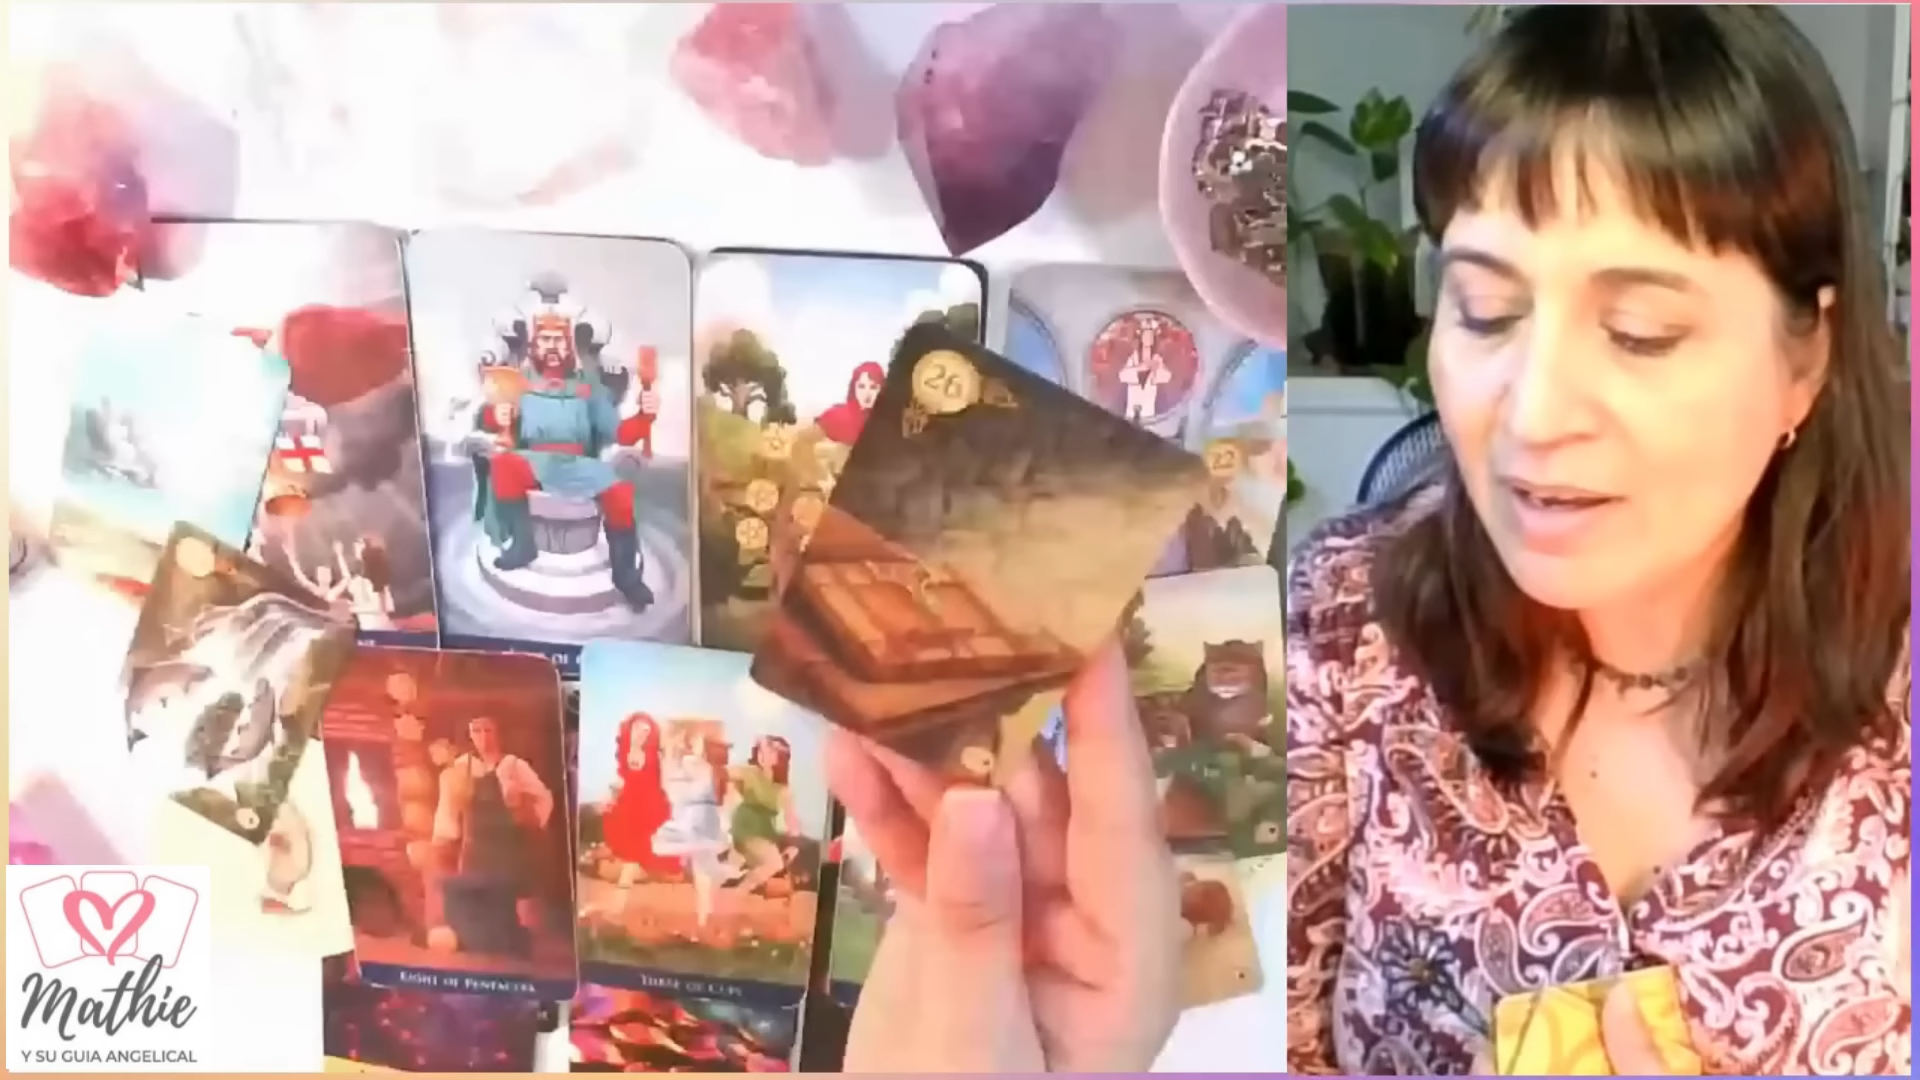 26
22
EIGHT OF PENTACLES
THREE OF CUPS
Mathie
Y SU GUIA ANGELICAL